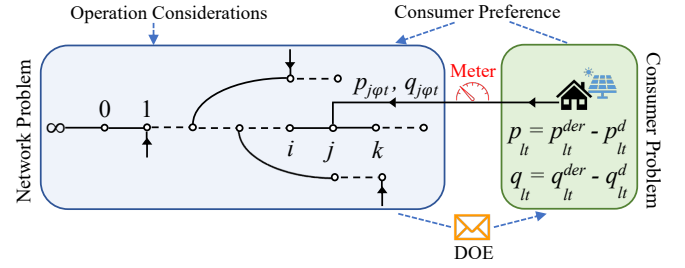 Operation Considerations
Consumer Preference
Network Problem
Meter
Consumer Problem
0
1
p_{jφt}, q_{jφt}
∞
i
j
k
p_{lt} = p_{lt}^{der} - p_{lt}^{d}
q_{lt} = q_{lt}^{der} - q_{lt}^{d}
DOE